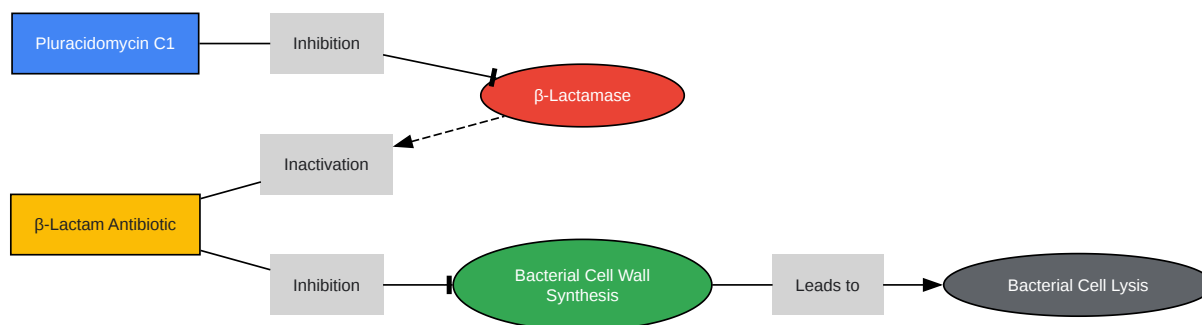 Pluracidomycin C1
Inhibition
β-Lactamase
Inactivation
β-Lactam Antibiotic
Inhibition
Bacterial Cell Wall
Synthesis
Leads to
Bacterial Cell Lysis